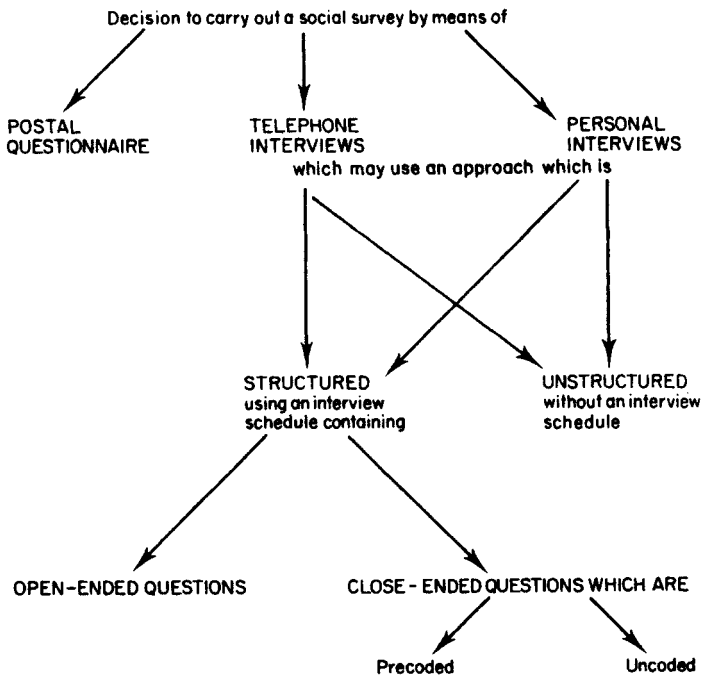 Decision to carry out a social survey by means of
POSTAL
QUESTIONNAIRE
TELEPHONE
INTERVIEWS
PERSONAL
INTERVIEWS
which may use an approach which is
STRUCTURED
using an interview
schedule containing
UNSTRUCTURED
without an interview
schedule
OPEN-ENDED QUESTIONS
CLOSE-ENDED QUESTIONS WHICH ARE
Precoded
Uncoded